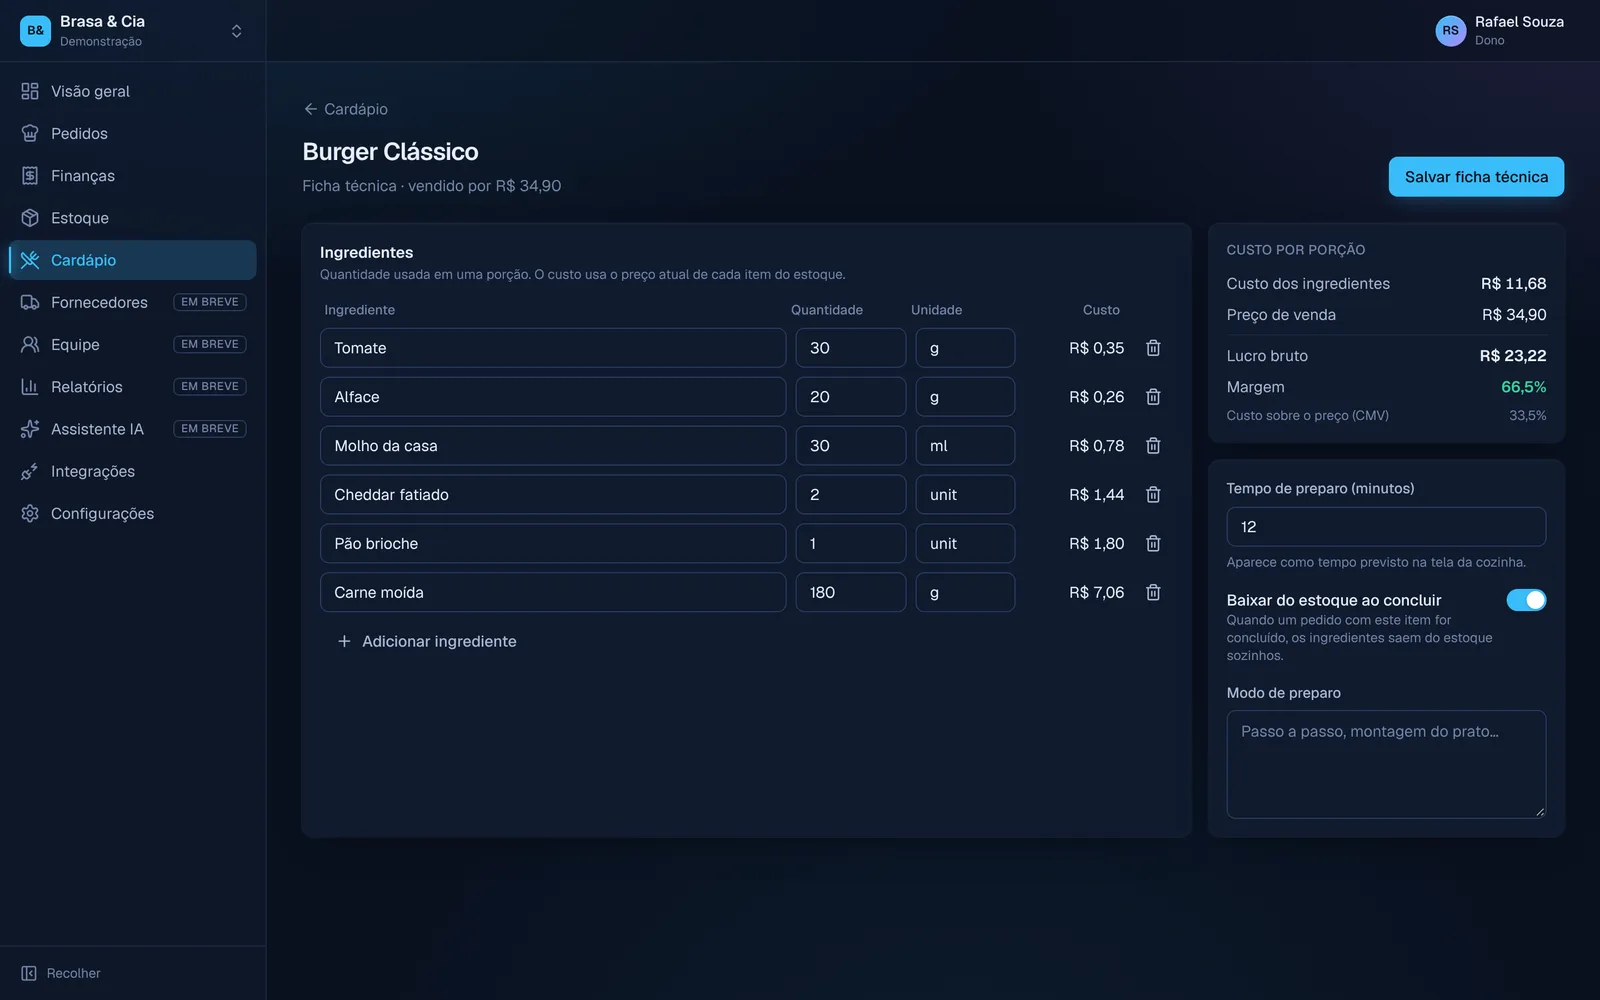 B&
Brasa & Cia
Demonstração
RS
Rafael Souza
Dono
Visão geral
Pedidos
Finanças
Estoque
Cardápio
Fornecedores EM BREVE
Equipe EM BREVE
Relatórios EM BREVE
Assistente IA EM BREVE
Integrações
Configurações
Recolher
Cardápio
Burger Clássico
Ficha técnica · vendido por R$ 34,90
Salvar ficha técnica
Ingredientes
Quantidade usada em uma porção. O custo usa o preço atual de cada item do estoque.
Ingrediente Quantidade Unidade Custo
Tomate 30 g R$ 0,35
Alface 20 g R$ 0,26
Molho da casa 30 ml R$ 0,78
Cheddar fatiado 2 unit R$ 1,44
Pão brioche 1 unit R$ 1,80
Carne moída 180 g R$ 7,06
Adicionar ingrediente
CUSTO POR PORÇÃO
Custo dos ingredientes R$ 11,68
Preço de venda R$ 34,90
Lucro bruto R$ 23,22
Margem 66,5%
Custo sobre o preço (CMV) 33,5%
Tempo de preparo (minutos)
12
Aparece como tempo previsto na tela da cozinha.
Baixar do estoque ao concluir
Quando um pedido com este item for
concluído, os ingredientes saem do estoque
sozinhos.
Modo de preparo
Passo a passo, montagem do prato...